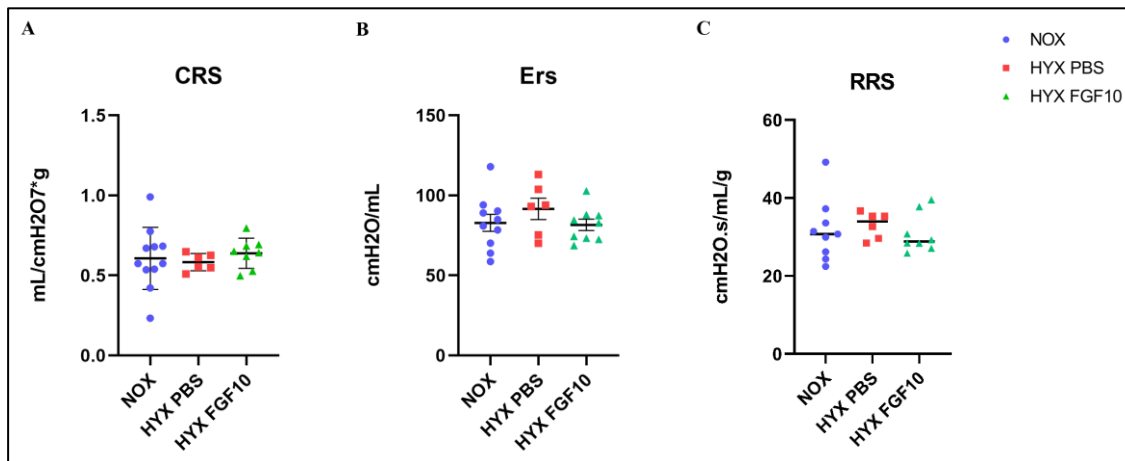 A
B
C
NOX
HYX PBS
HYX FGF10
CRS
Ers
RRS
mL/cmH2O7*g
1.5
1.0
0.5
0.0
NOX
HYX PBS
HYX FGF10
cmH2O/mL
150
100
50
0
NOX
HYX PBS
HYX FGF10
cmH2O.s/mL/g
60
40
20
0
NOX
HYX PBS
HYX FGF10